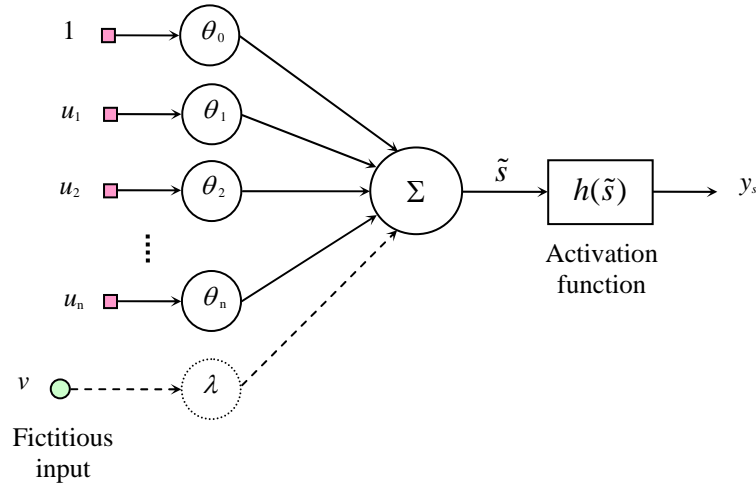 1
θ₀
u₁
θ₁
u₂
θ₂
Σ
s̃
h(s̃)
yₛ
Activation
function
uₙ
θₙ
v
λ
Fictitious
input